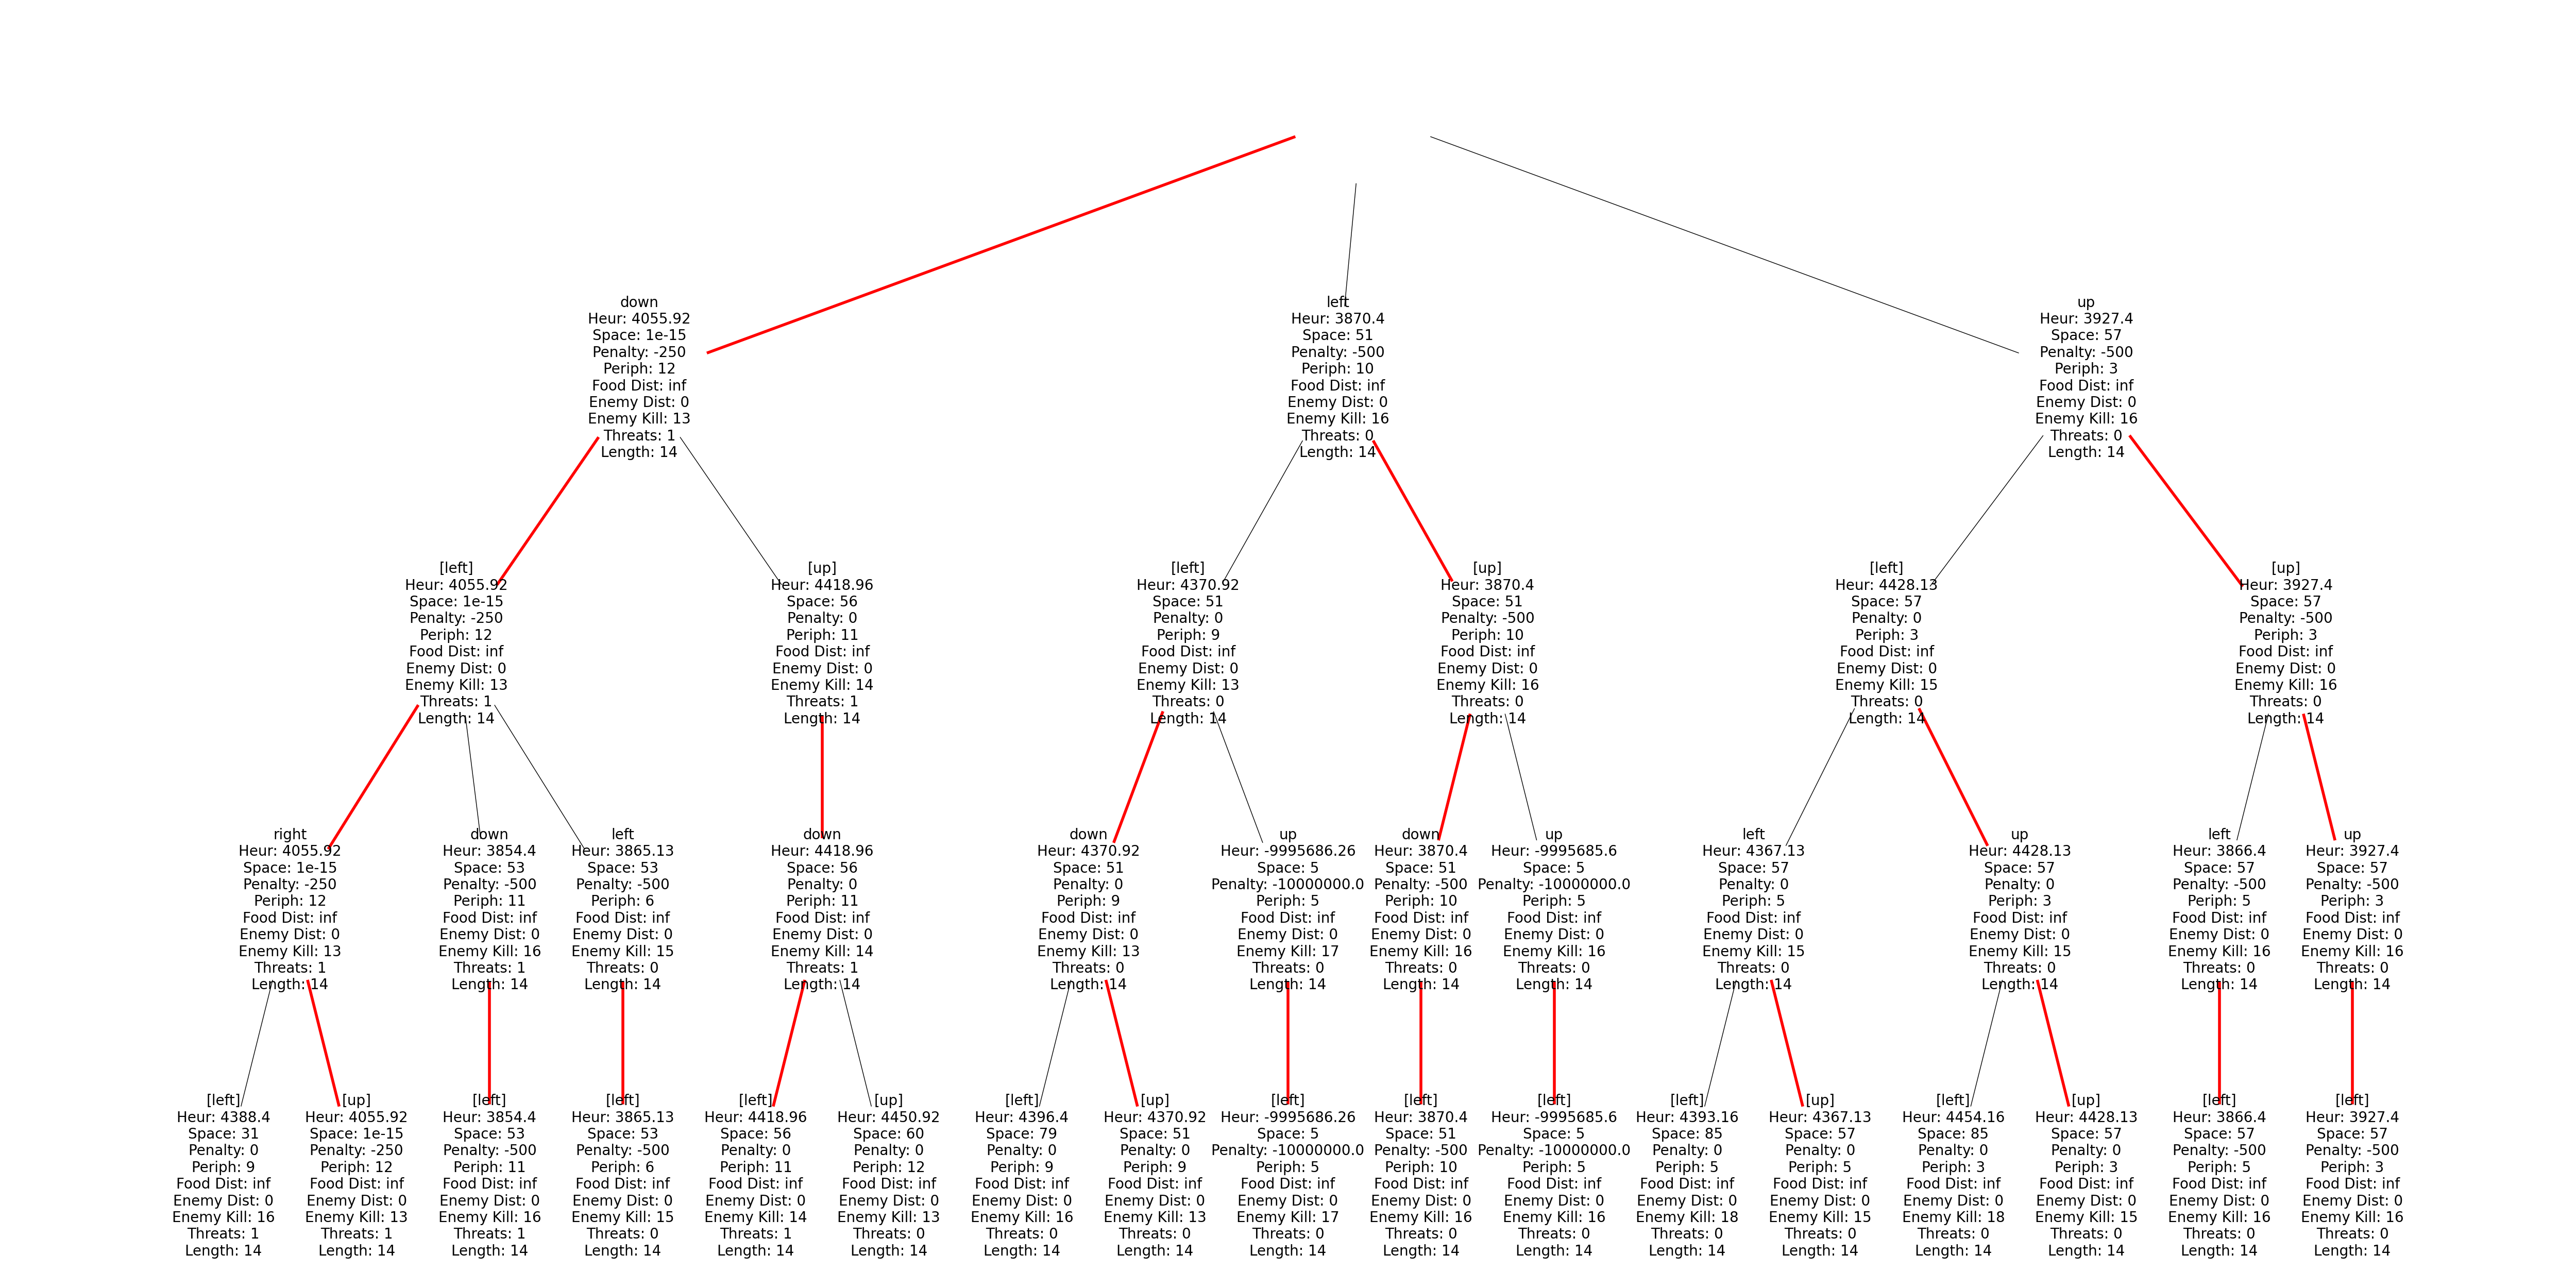 down
Heur: 4055.92
Space: 1e-15
Penalty: -250
Periph: 12
Food Dist: inf
Enemy Dist: 0
Enemy Kill: 13
Threats: 1
Length: 14
left
Heur: 3870.4
Space: 51
Penalty: -500
Periph: 10
Food Dist: inf
Enemy Dist: 0
Enemy Kill: 16
Threats: 0
Length: 14
up
Heur: 3927.4
Space: 57
Penalty: -500
Periph: 3
Food Dist: inf
Enemy Dist: 0
Enemy Kill: 16
Threats: 0
Length: 14
[left]
Heur: 4055.92
Space: 1e-15
Penalty: -250
Periph: 12
Food Dist: inf
Enemy Dist: 0
Enemy Kill: 13
Threats: 1
Length: 14
[up]
Heur: 4418.96
Space: 56
Penalty: 0
Periph: 11
Food Dist: inf
Enemy Dist: 0
Enemy Kill: 14
Threats: 1
Length: 14
[left]
Heur: 4370.92
Space: 51
Penalty: 0
Periph: 9
Food Dist: inf
Enemy Dist: 0
Enemy Kill: 13
Threats: 0
Length: 14
[up]
Heur: 3870.4
Space: 51
Penalty: -500
Periph: 10
Food Dist: inf
Enemy Dist: 0
Enemy Kill: 16
Threats: 0
Length: 14
[left]
Heur: 4428.13
Space: 57
Penalty: 0
Periph: 3
Food Dist: inf
Enemy Dist: 0
Enemy Kill: 15
Threats: 0
Length: 14
[up]
Heur: 3927.4
Space: 57
Penalty: -500
Periph: 3
Food Dist: inf
Enemy Dist: 0
Enemy Kill: 16
Threats: 0
Length: 14
right
Heur: 4055.92
Space: 1e-15
Penalty: -250
Periph: 12
Food Dist: inf
Enemy Dist: 0
Enemy Kill: 13
Threats: 1
Length: 14
down
Heur: 3854.4
Space: 53
Penalty: -500
Periph: 11
Food Dist: inf
Enemy Dist: 0
Enemy Kill: 16
Threats: 1
Length: 14
left
Heur: 3865.13
Space: 53
Penalty: -500
Periph: 6
Food Dist: inf
Enemy Dist: 0
Enemy Kill: 15
Threats: 0
Length: 14
down
Heur: 4418.96
Space: 56
Penalty: 0
Periph: 11
Food Dist: inf
Enemy Dist: 0
Enemy Kill: 14
Threats: 1
Length: 14
down
Heur: 4370.92
Space: 51
Penalty: 0
Periph: 9
Food Dist: inf
Enemy Dist: 0
Enemy Kill: 13
Threats: 0
Length: 14
up
Heur: -9995686.26
Space: 5
Penalty: -10000000.0
Periph: 5
Food Dist: inf
Enemy Dist: 0
Enemy Kill: 17
Threats: 0
Length: 14
down
Heur: 3870.4
Space: 51
Penalty: -500
Periph: 10
Food Dist: inf
Enemy Dist: 0
Enemy Kill: 16
Threats: 0
Length: 14
up
Heur: -9995685.6
Space: 5
Penalty: -10000000.0
Periph: 5
Food Dist: inf
Enemy Dist: 0
Enemy Kill: 16
Threats: 0
Length: 14
left
Heur: 4367.13
Space: 57
Penalty: 0
Periph: 5
Food Dist: inf
Enemy Dist: 0
Enemy Kill: 15
Threats: 0
Length: 14
up
Heur: 4428.13
Space: 57
Penalty: 0
Periph: 3
Food Dist: inf
Enemy Dist: 0
Enemy Kill: 15
Threats: 0
Length: 14
left
Heur: 3866.4
Space: 57
Penalty: -500
Periph: 5
Food Dist: inf
Enemy Dist: 0
Enemy Kill: 16
Threats: 0
Length: 14
up
Heur: 3927.4
Space: 57
Penalty: -500
Periph: 3
Food Dist: inf
Enemy Dist: 0
Enemy Kill: 16
Threats: 0
Length: 14
[left]
Heur: 4388.4
Space: 31
Penalty: 0
Periph: 9
Food Dist: inf
Enemy Dist: 0
Enemy Kill: 16
Threats: 1
Length: 14
[up]
Heur: 4055.92
Space: 1e-15
Penalty: -250
Periph: 12
Food Dist: inf
Enemy Dist: 0
Enemy Kill: 13
Threats: 1
Length: 14
[left]
Heur: 3854.4
Space: 53
Penalty: -500
Periph: 11
Food Dist: inf
Enemy Dist: 0
Enemy Kill: 16
Threats: 1
Length: 14
[left]
Heur: 3865.13
Space: 53
Penalty: -500
Periph: 6
Food Dist: inf
Enemy Dist: 0
Enemy Kill: 15
Threats: 0
Length: 14
[left]
Heur: 4418.96
Space: 56
Penalty: 0
Periph: 11
Food Dist: inf
Enemy Dist: 0
Enemy Kill: 14
Threats: 1
Length: 14
[up]
Heur: 4450.92
Space: 60
Penalty: 0
Periph: 12
Food Dist: inf
Enemy Dist: 0
Enemy Kill: 13
Threats: 0
Length: 14
[left]
Heur: 4396.4
Space: 79
Penalty: 0
Periph: 9
Food Dist: inf
Enemy Dist: 0
Enemy Kill: 16
Threats: 0
Length: 14
[up]
Heur: 4370.92
Space: 51
Penalty: 0
Periph: 9
Food Dist: inf
Enemy Dist: 0
Enemy Kill: 13
Threats: 0
Length: 14
[left]
Heur: -9995686.26
Space: 5
Penalty: -10000000.0
Periph: 5
Food Dist: inf
Enemy Dist: 0
Enemy Kill: 17
Threats: 0
Length: 14
[left]
Heur: 3870.4
Space: 51
Penalty: -500
Periph: 10
Food Dist: inf
Enemy Dist: 0
Enemy Kill: 16
Threats: 0
Length: 14
[left]
Heur: -9995685.6
Space: 5
Penalty: -10000000.0
Periph: 5
Food Dist: inf
Enemy Dist: 0
Enemy Kill: 16
Threats: 0
Length: 14
[left]
Heur: 4393.16
Space: 85
Penalty: 0
Periph: 5
Food Dist: inf
Enemy Dist: 0
Enemy Kill: 18
Threats: 0
Length: 14
[up]
Heur: 4367.13
Space: 57
Penalty: 0
Periph: 5
Food Dist: inf
Enemy Dist: 0
Enemy Kill: 15
Threats: 0
Length: 14
[left]
Heur: 4454.16
Space: 85
Penalty: 0
Periph: 3
Food Dist: inf
Enemy Dist: 0
Enemy Kill: 18
Threats: 0
Length: 14
[up]
Heur: 4428.13
Space: 57
Penalty: 0
Periph: 3
Food Dist: inf
Enemy Dist: 0
Enemy Kill: 15
Threats: 0
Length: 14
[left]
Heur: 3866.4
Space: 57
Penalty: -500
Periph: 5
Food Dist: inf
Enemy Dist: 0
Enemy Kill: 16
Threats: 0
Length: 14
[left]
Heur: 3927.4
Space: 57
Penalty: -500
Periph: 3
Food Dist: inf
Enemy Dist: 0
Enemy Kill: 16
Threats: 0
Length: 14